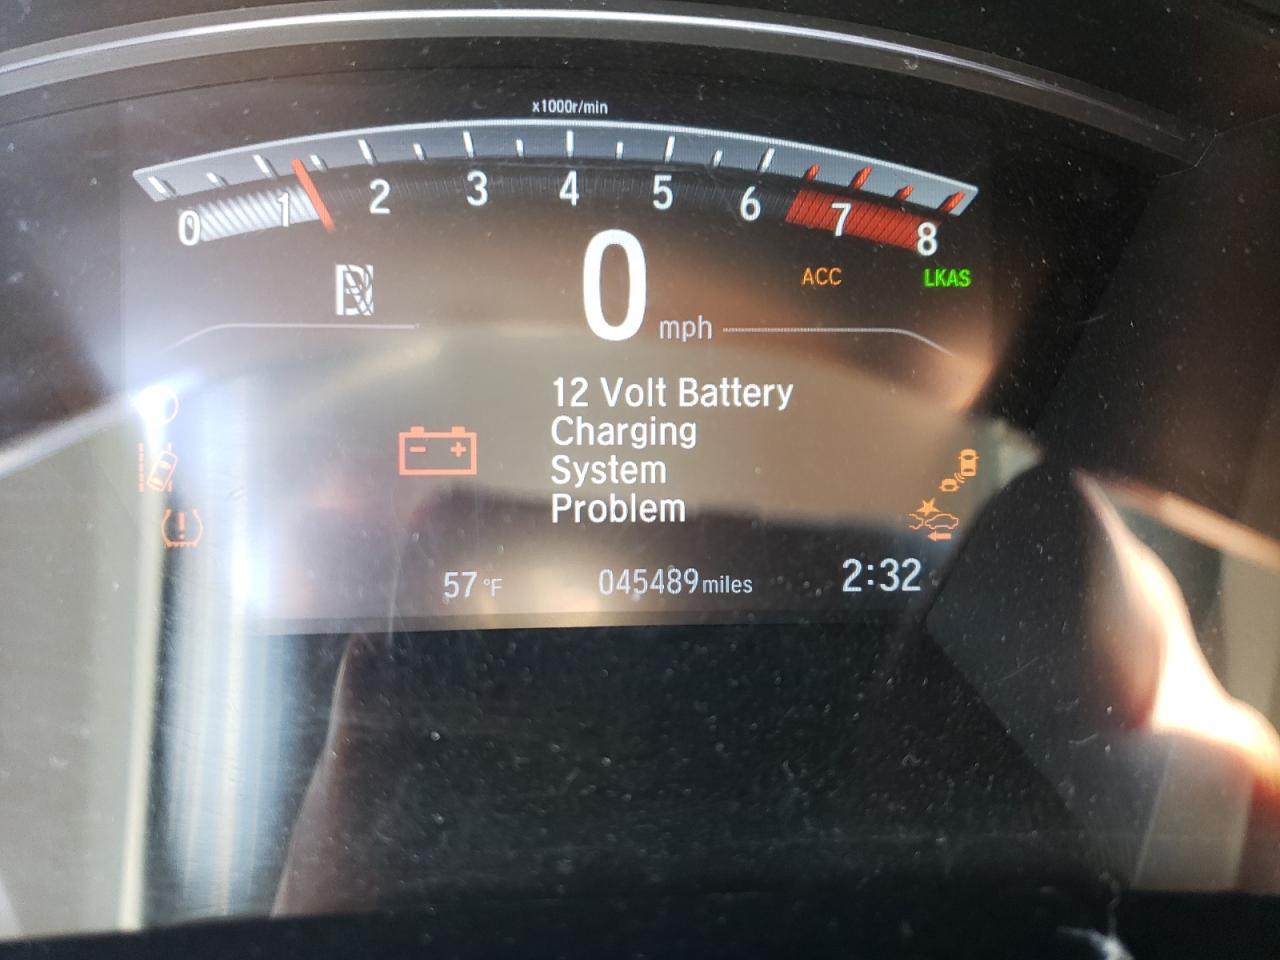 x1000r/min
0 1 2 3 4 5 6 7 8
0 mph
ACC
LKAS
12 Volt Battery
Charging
System
Problem
57 °F
045489 miles
2:32